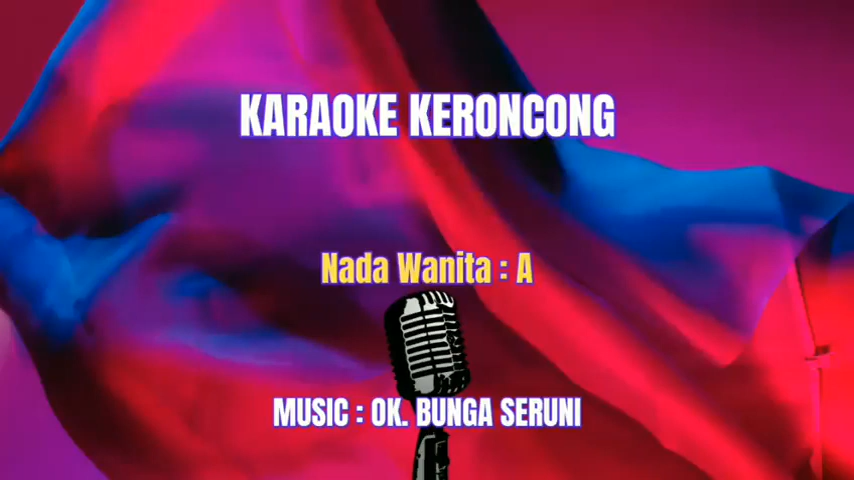 KARAOKE KERONCONG
Nada Wanita : A
MUSIC : OK. BUNGA SERUNI